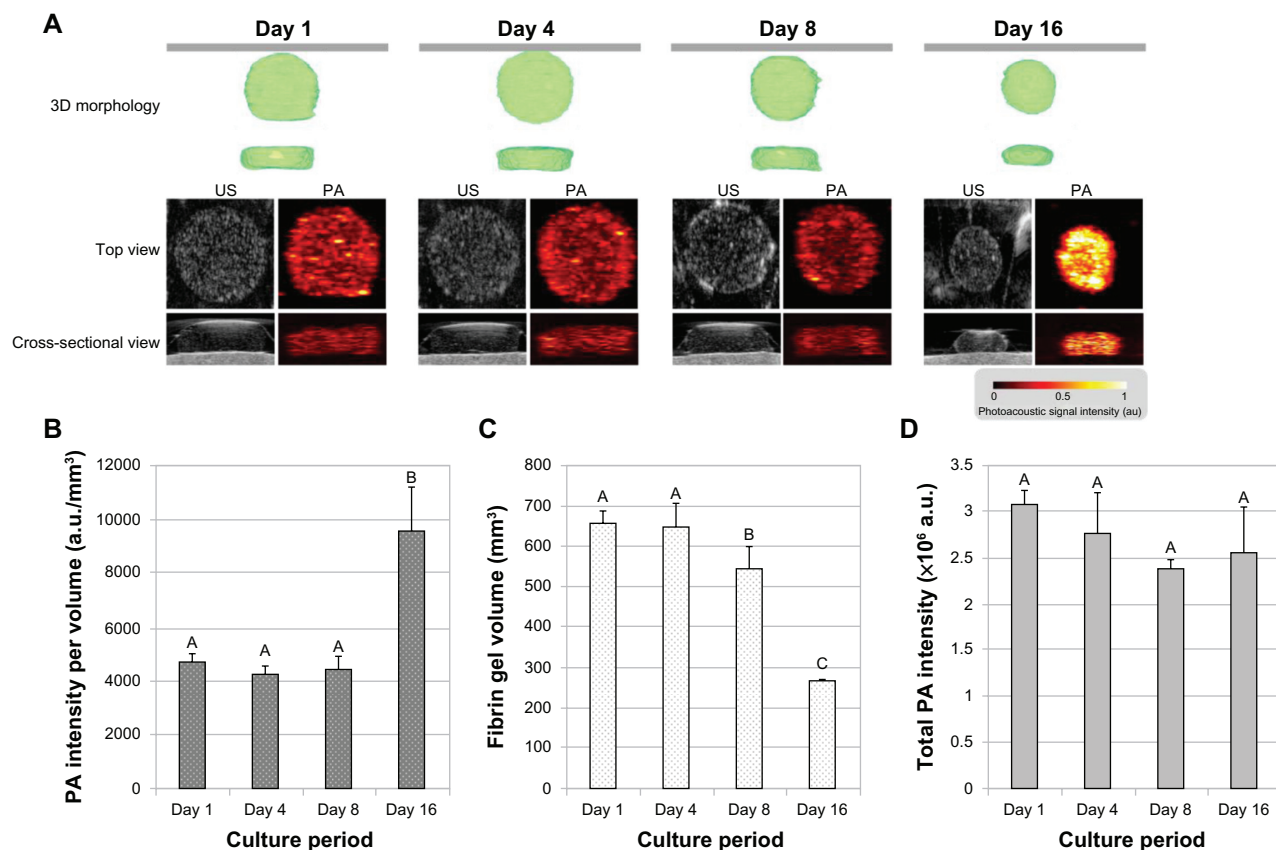 A
Day 1 Day 4 Day 8 Day 16
3D morphology
US PA US PA US PA US PA
Top view
Cross-sectional view
0 0.5 1
Photoacoustic signal intensity (au)
B
PA intensity per volume (a.u./mm³)
12000
10000
8000
6000
4000
2000
0
A A A B
Day 1 Day 4 Day 8 Day 16
Culture period
C
Fibrin gel volume (mm³)
800
700
600
500
400
300
200
100
0
A A B C
Day 1 Day 4 Day 8 Day 16
Culture period
D
Total PA intensity (×10⁶ a.u.)
3.5
3
2.5
2
1.5
1
0.5
0
A A A A
Day 1 Day 4 Day 8 Day 16
Culture period